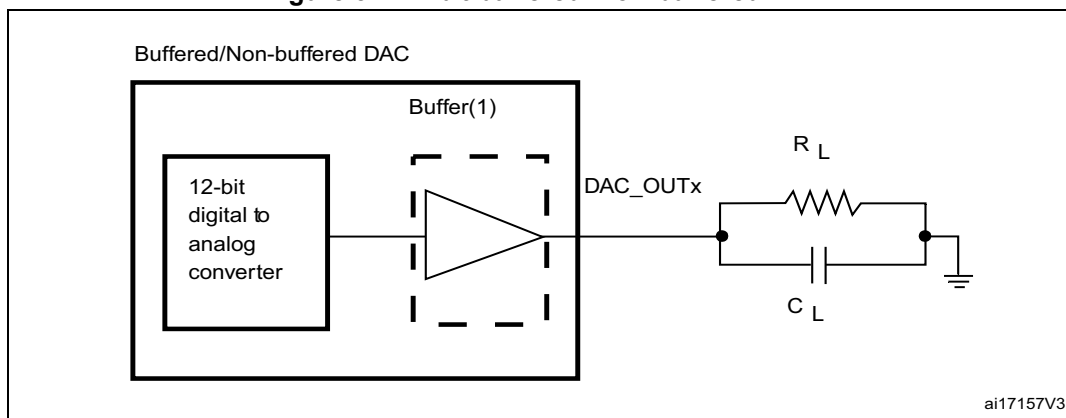 Buffered/Non-buffered DAC
Buffer(1)
12-bit
digital to
analog
converter
DAC_OUTx
R L
C L
ai17157V3